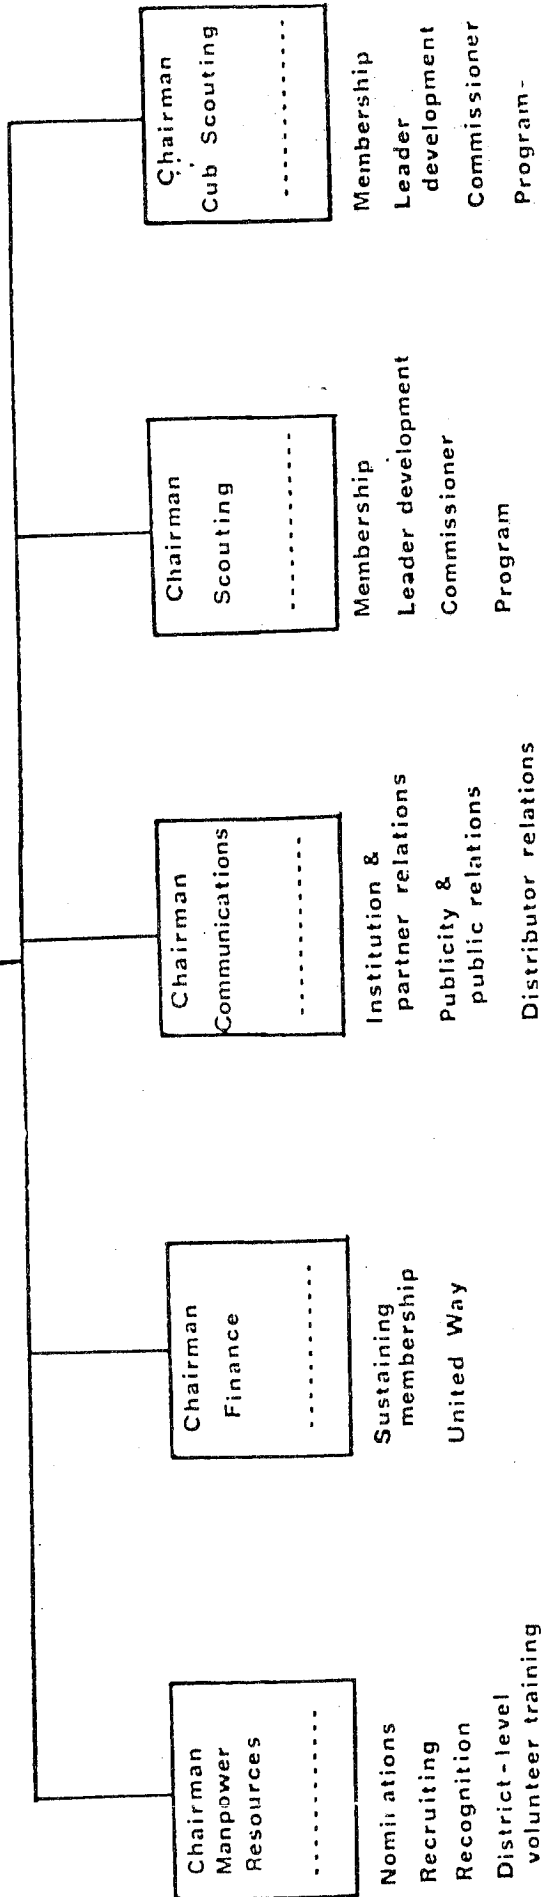 Chairman
Manpower
Resources
------------
Nominations
Recruiting
Recognition
District-level
volunteer training
Chairman
Finance
------------
Sustaining
membership
United Way
Chairman
Communications
------------
Institution &
partner relations
Publicity &
public relations
Distributor relations
Chairman
Scouting
------------
Membership
Leader development
Commissioner
Program
Chairman
Cub Scouting
------------
Membership
Leader
development
Commissioner
Program-